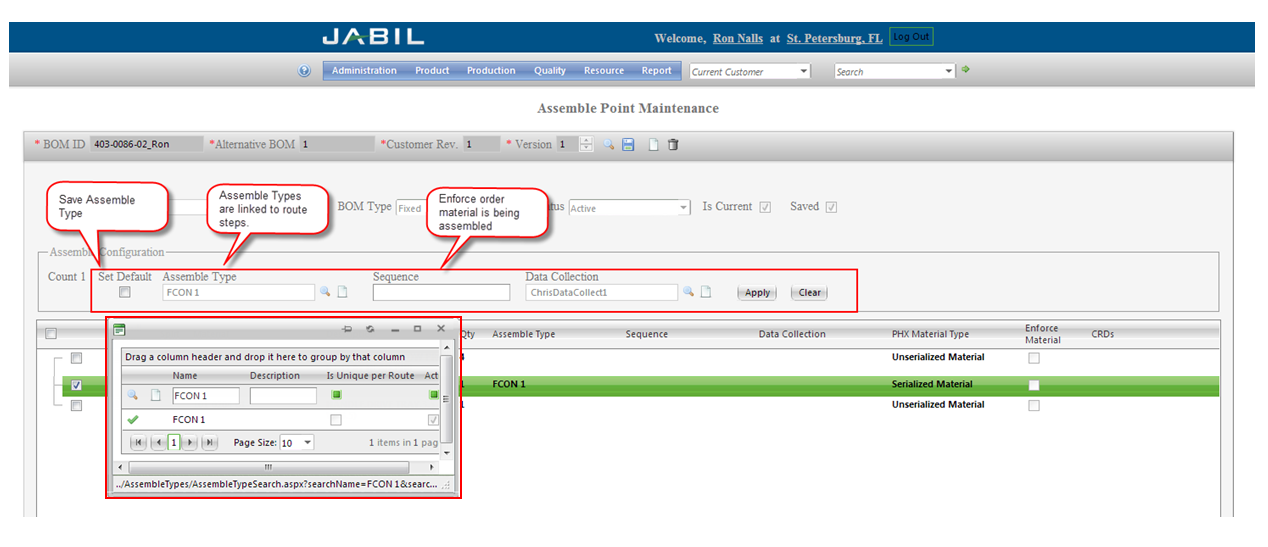 JABIL
Welcome, Ron Nalls at St. Petersburg, FL Log Out
Administration Product Production Quality Resource Report Current Customer Search
Assemble Point Maintenance
* BOM ID 403-0086-02_Ron *Alternative BOM 1 *Customer Rev. 1 * Version 1
Save Assemble
Type
Assemble Types
are linked to route
steps.
BOM Type Fixed
Enforce order
material is being
assembled
Active Is Current Saved
Configuration
Count 1 Set Default Assemble Type Sequence Data Collection
FCON 1 ChrisDataCollect1 Apply Clear
Qty Assemble Type Sequence Data Collection PHX Material Type Enforce
Material CRDs
Unserialized Material
1 FCON 1 Serialized Material
Unserialized Material
Drag a column header and drop it here to group by that column
Name Description Is Unique per Route Act
FCON 1
FCON 1
1 Page Size: 10 1 items in 1 pag
../AssembleTypes/AssembleTypeSearch.aspx?searchName=FCON 1&searc...